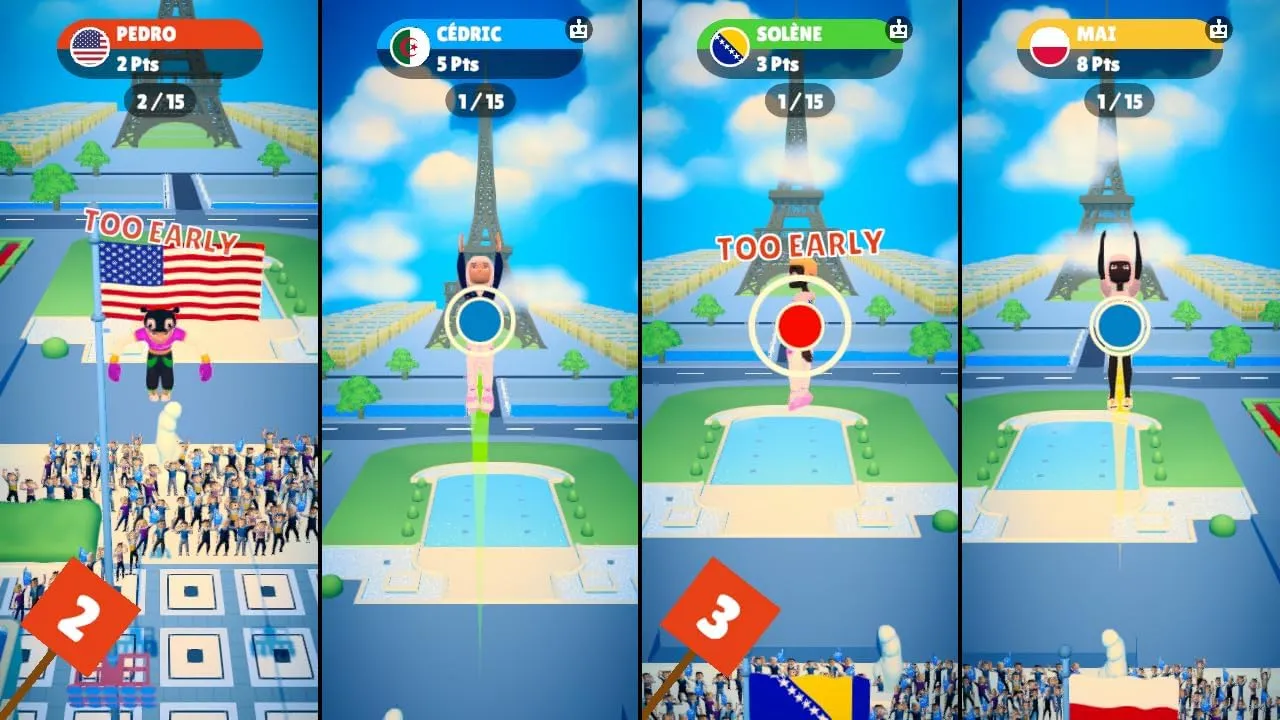 PEDRO
2 Pts
2 / 15
TOO EARLY
2
CÉDRIC
5 Pts
1 / 15
SOLÈNE
3 Pts
1 / 15
TOO EARLY
3
MAI
8 Pts
1 / 15